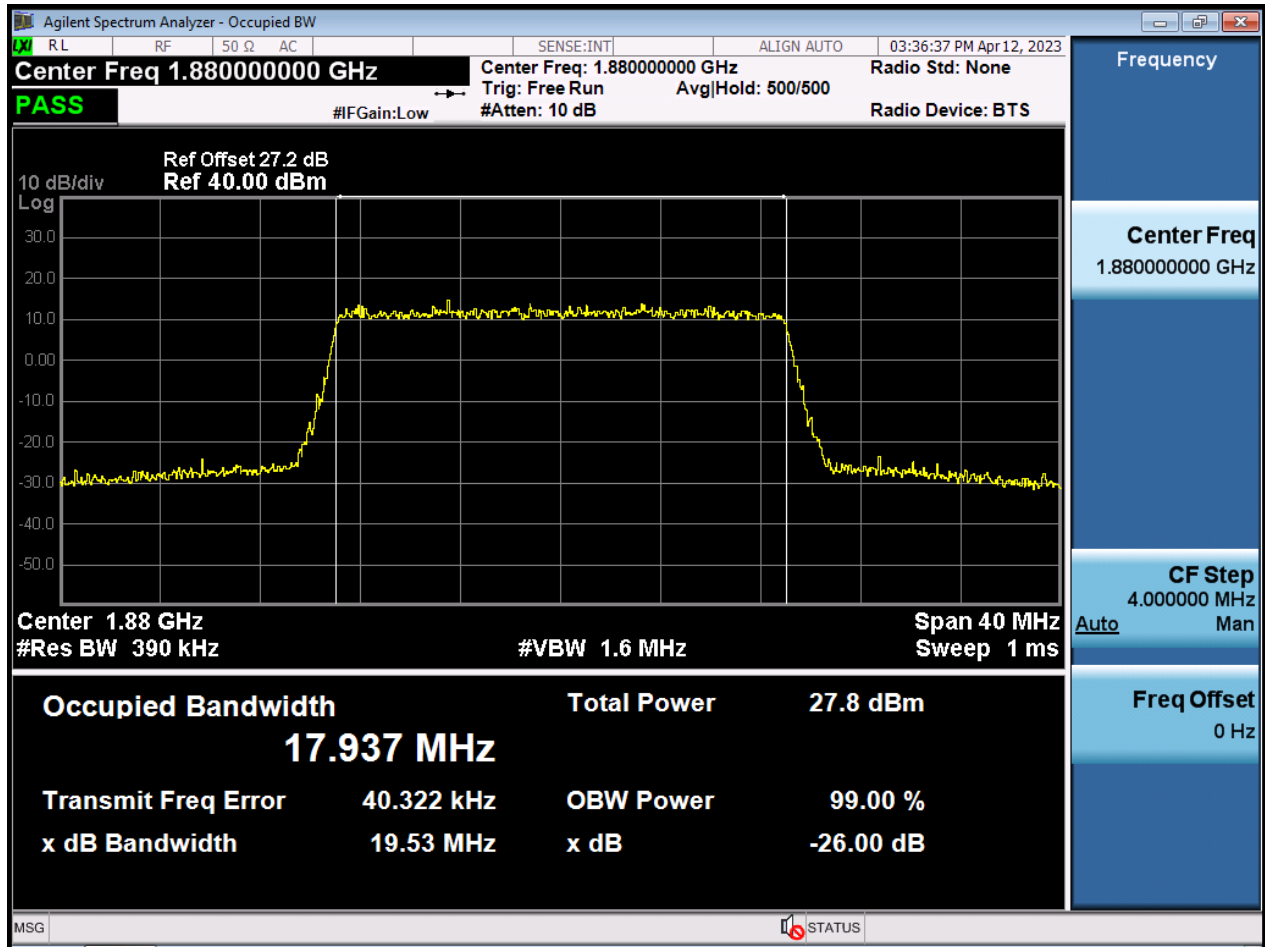 Agilent Spectrum Analyzer - Occupied BW
LXI RL RF 50 Ω AC SENSE:INT ALIGN AUTO 03:36:37 PM Apr 12, 2023
Center Freq 1.880000000 GHz
PASS
#IFGain:Low
Center Freq: 1.880000000 GHz
Trig: Free Run Avg|Hold: 500/500
#Atten: 10 dB
Radio Std: None
Radio Device: BTS
Ref Offset 27.2 dB
10 dB/div Ref 40.00 dBm
Log
30.0
20.0
10.0
0.00
-10.0
-20.0
-30.0
-40.0
-50.0
Center 1.88 GHz Span 40 MHz
#Res BW 390 kHz #VBW 1.6 MHz Sweep 1 ms
Occupied Bandwidth Total Power 27.8 dBm
17.937 MHz
Transmit Freq Error 40.322 kHz OBW Power 99.00 %
x dB Bandwidth 19.53 MHz x dB -26.00 dB
Frequency
Center Freq
1.880000000 GHz
CF Step
4.000000 MHz
Auto Man
Freq Offset
0 Hz
MSG STATUS